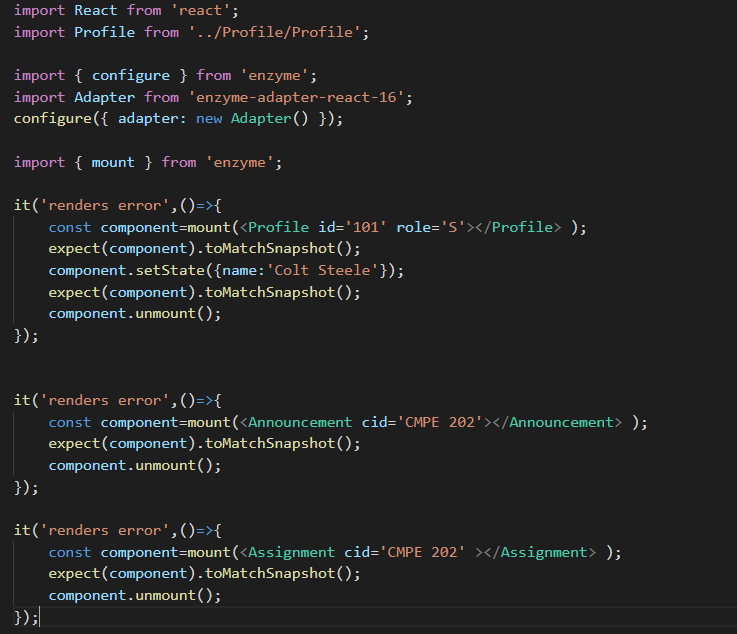 import React from 'react';
import Profile from '../Profile/Profile';
import { configure } from 'enzyme';
import Adapter from 'enzyme-adapter-react-16';
configure({ adapter: new Adapter() });
import { mount } from 'enzyme';
it('renders error',()=>{
    const component=mount(<Profile id='101' role='S'></Profile> );
    expect(component).toMatchSnapshot();
    component.setState({name:'Colt Steele'});
    expect(component).toMatchSnapshot();
    component.unmount();
});
it('renders error',()=>{
    const component=mount(<Announcement cid='CMPE 202'></Announcement> );
    expect(component).toMatchSnapshot();
    component.unmount();
});
it('renders error',()=>{
    const component=mount(<Assignment cid='CMPE 202' ></Assignment> );
    expect(component).toMatchSnapshot();
    component.unmount();
});